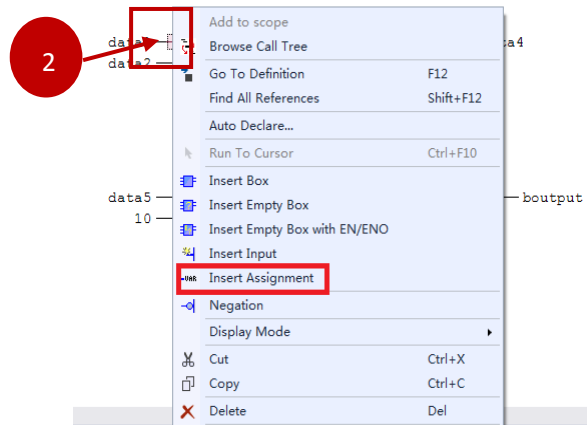 Add to scope
data
a4
2
Browse Call Tree
data2
Go To Definition F12
Find All References Shift+F12
Auto Declare...
Run To Cursor Ctrl+F10
Insert Box
data5
boutput
Insert Empty Box
10
Insert Empty Box with EN/ENO
Insert Input
VAR Insert Assignment
Negation
Display Mode
Cut Ctrl+X
Copy Ctrl+C
Delete Del